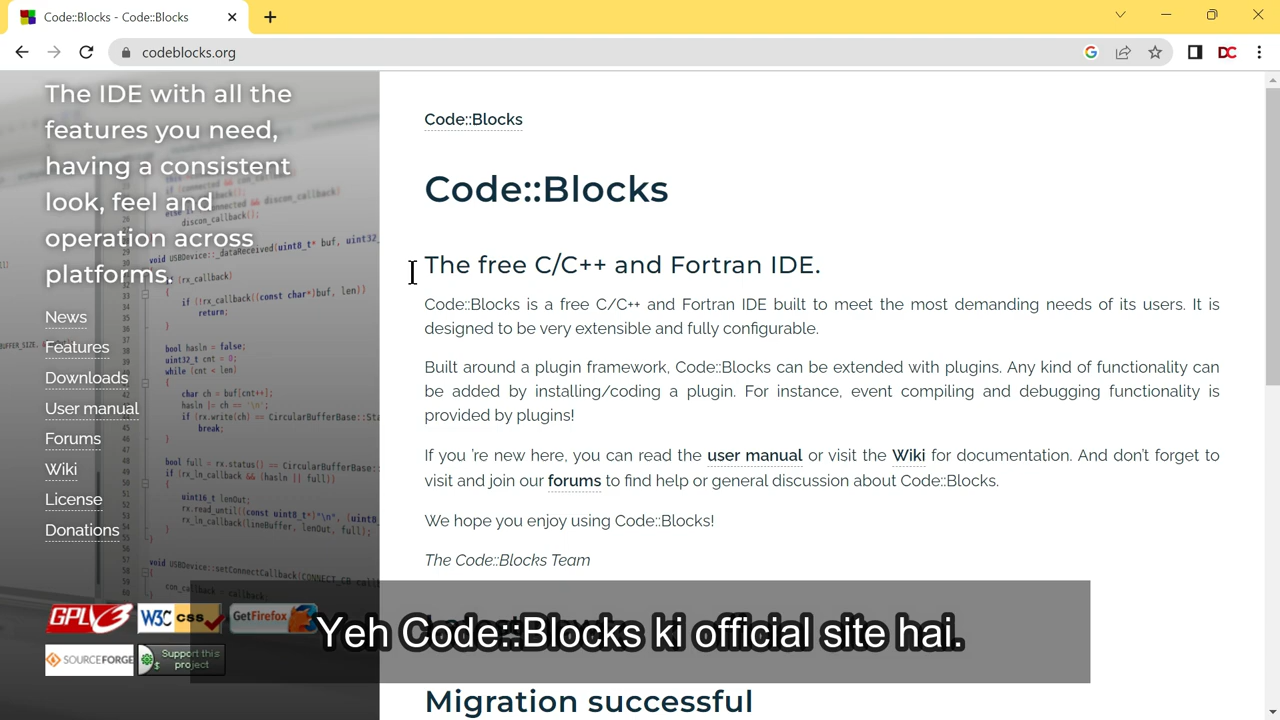 Code::Blocks - Code::Blocks
codeblocks.org
DC
The IDE with all the
features you need,
having a consistent
look, feel and
operation across
platforms.
News
Features
Downloads
User manual
Forums
Wiki
License
Donations
GPLv3
W3C css
GetFirefox
SOURCEFORGE
Support this
project
Code::Blocks
Code::Blocks
The free C/C++ and Fortran IDE.
Code::Blocks is a free C/C++ and Fortran IDE built to meet the most demanding needs of its users. It is
designed to be very extensible and fully configurable.
Built around a plugin framework, Code::Blocks can be extended with plugins. Any kind of functionality can
be added by installing/coding a plugin. For instance, event compiling and debugging functionality is
provided by plugins!
If you 're new here, you can read the user manual or visit the Wiki for documentation. And don't forget to
visit and join our forums to find help or general discussion about Code::Blocks.
We hope you enjoy using Code::Blocks!
The Code::Blocks Team
Yeh Code::Blocks ki official site hai.
Migration successful